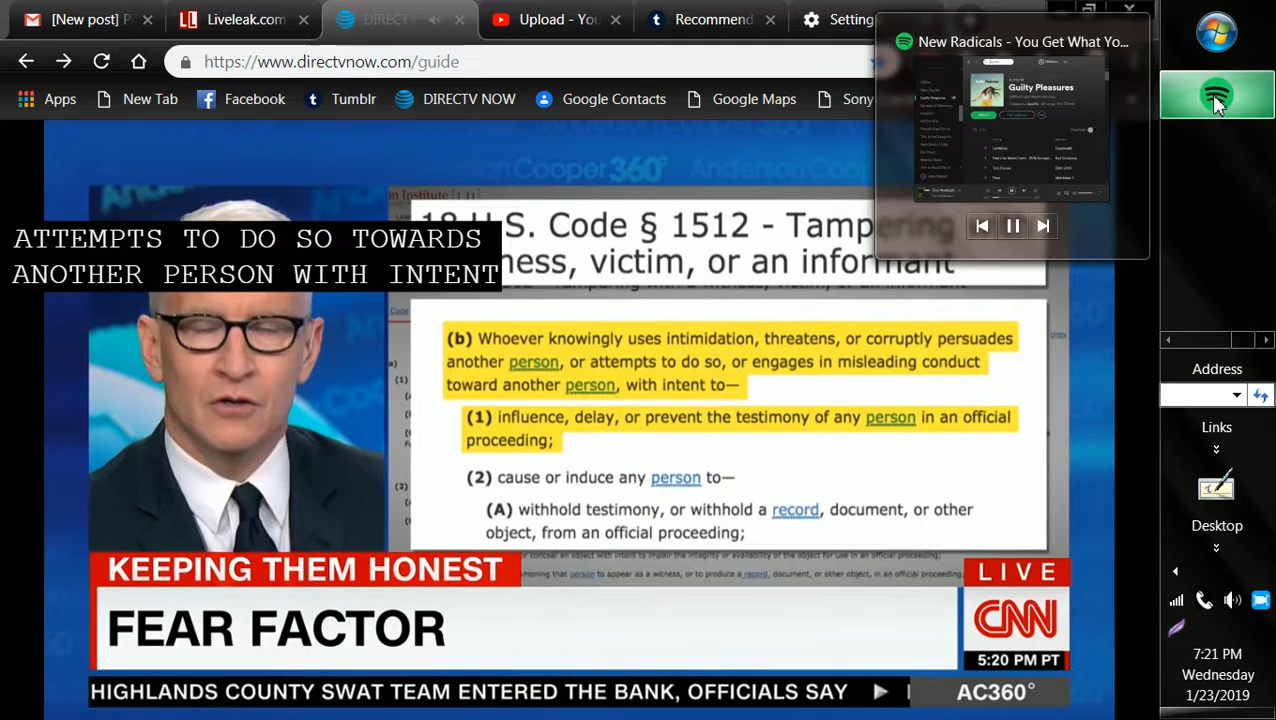 [New post] P
Liveleak.com
DIRECTV
Upload - You
Recommend
Setting
https://www.directvnow.com/guide
Apps
New Tab
Facebook
Tumblr
DIRECTV NOW
Google Contacts
Google
Sony
New Radicals - You Get What Yo...
Guilty Pleasures
ATTEMPTS TO DO SO TOWARDS
ANOTHER PERSON WITH INTENT
18 U.S. Code § 1512 - Tampering
witness, victim, or an informant
(b) Whoever knowingly uses intimidation, threatens, or corruptly persuades
another person, or attempts to do so, or engages in misleading conduct
toward another person, with intent to—
(1) influence, delay, or prevent the testimony of any person in an official
proceeding;
(2) cause or induce any person to—
(A) withhold testimony, or withhold a record, document, or other
object, from an official proceeding;
KEEPING THEM HONEST
LIVE
FEAR FACTOR
CNN
5:20 PM PT
HIGHLANDS COUNTY SWAT TEAM ENTERED THE BANK, OFFICIALS SAY
AC360°
Address
Links
Desktop
7:21 PM
Wednesday
1/23/2019